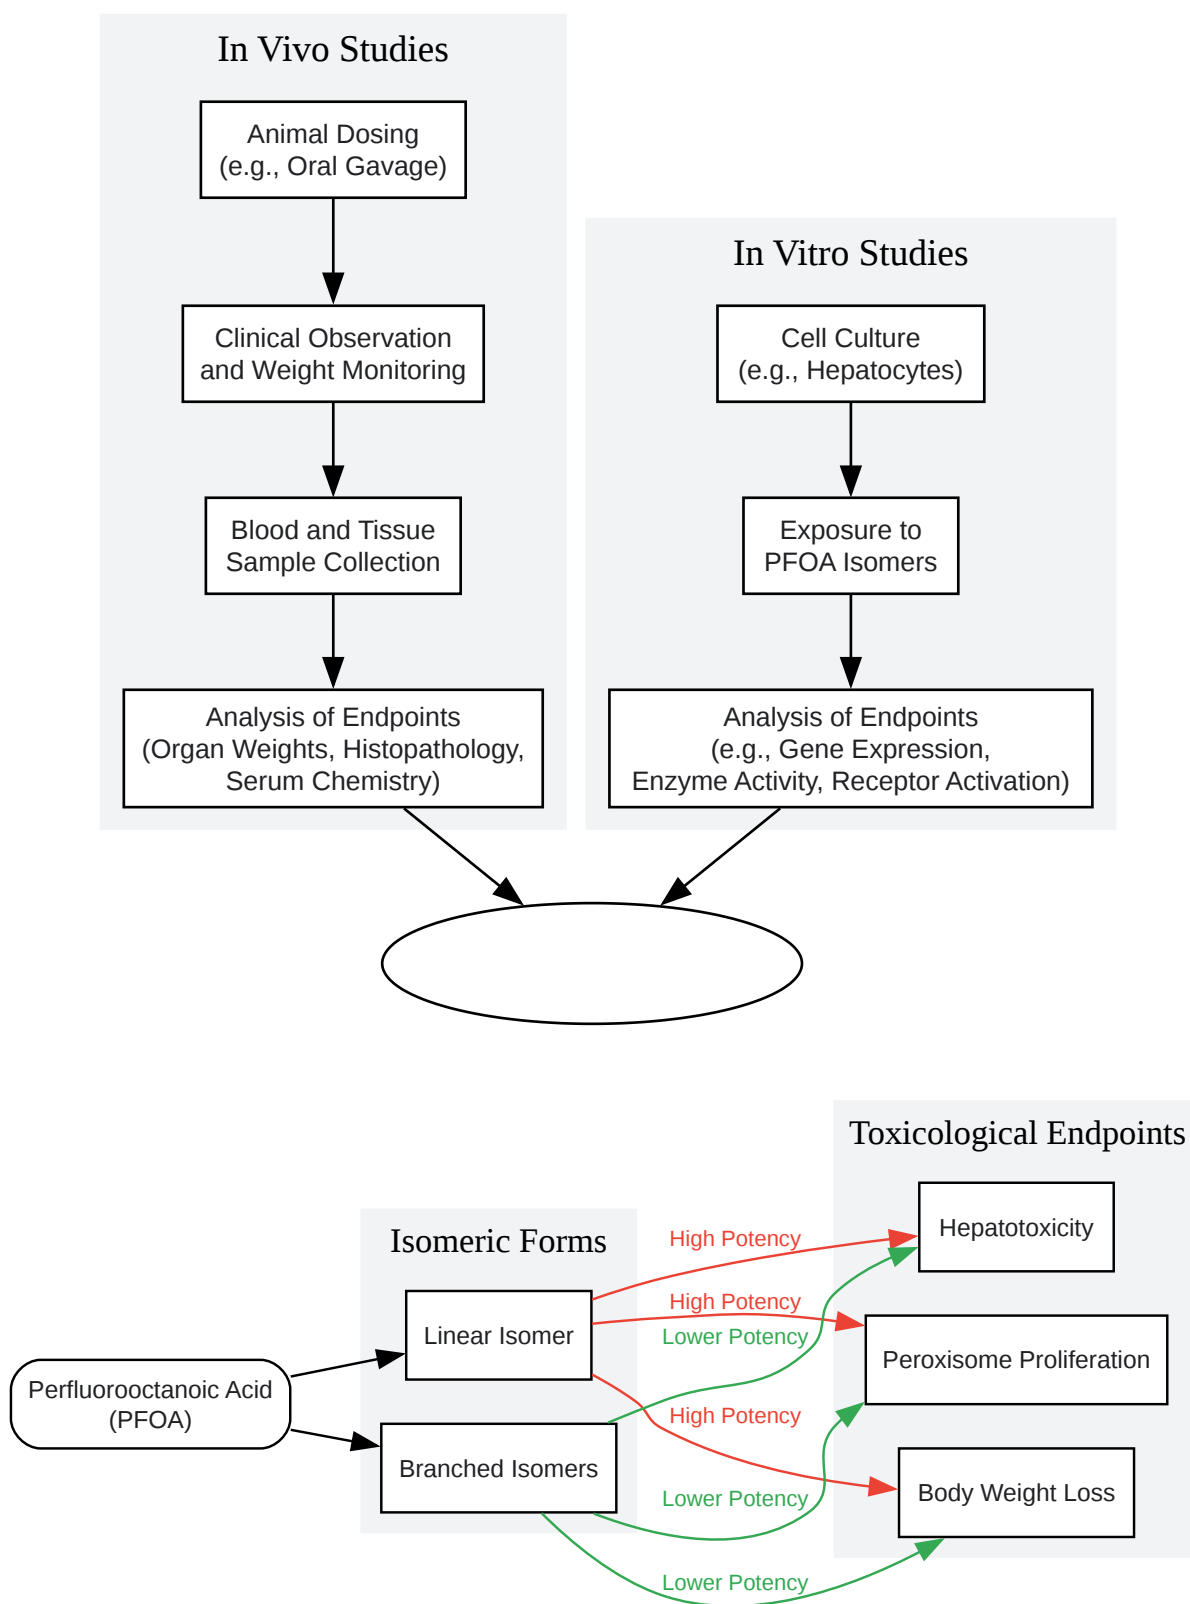 In Vivo Studies
Animal Dosing
(e.g., Oral Gavage)
Clinical Observation
and Weight Monitoring
Blood and Tissue
Sample Collection
Analysis of Endpoints
(Organ Weights, Histopathology,
Serum Chemistry)
In Vitro Studies
Cell Culture
(e.g., Hepatocytes)
Exposure to
PFOA Isomers
Analysis of Endpoints
(e.g., Gene Expression,
Enzyme Activity, Receptor Activation)
Perfluorooctanoic Acid
(PFOA)
Isomeric Forms
Linear Isomer
Branched Isomers
High Potency
High Potency
Lower Potency
High Potency
Lower Potency
Lower Potency
Toxicological Endpoints
Hepatotoxicity
Peroxisome Proliferation
Body Weight Loss